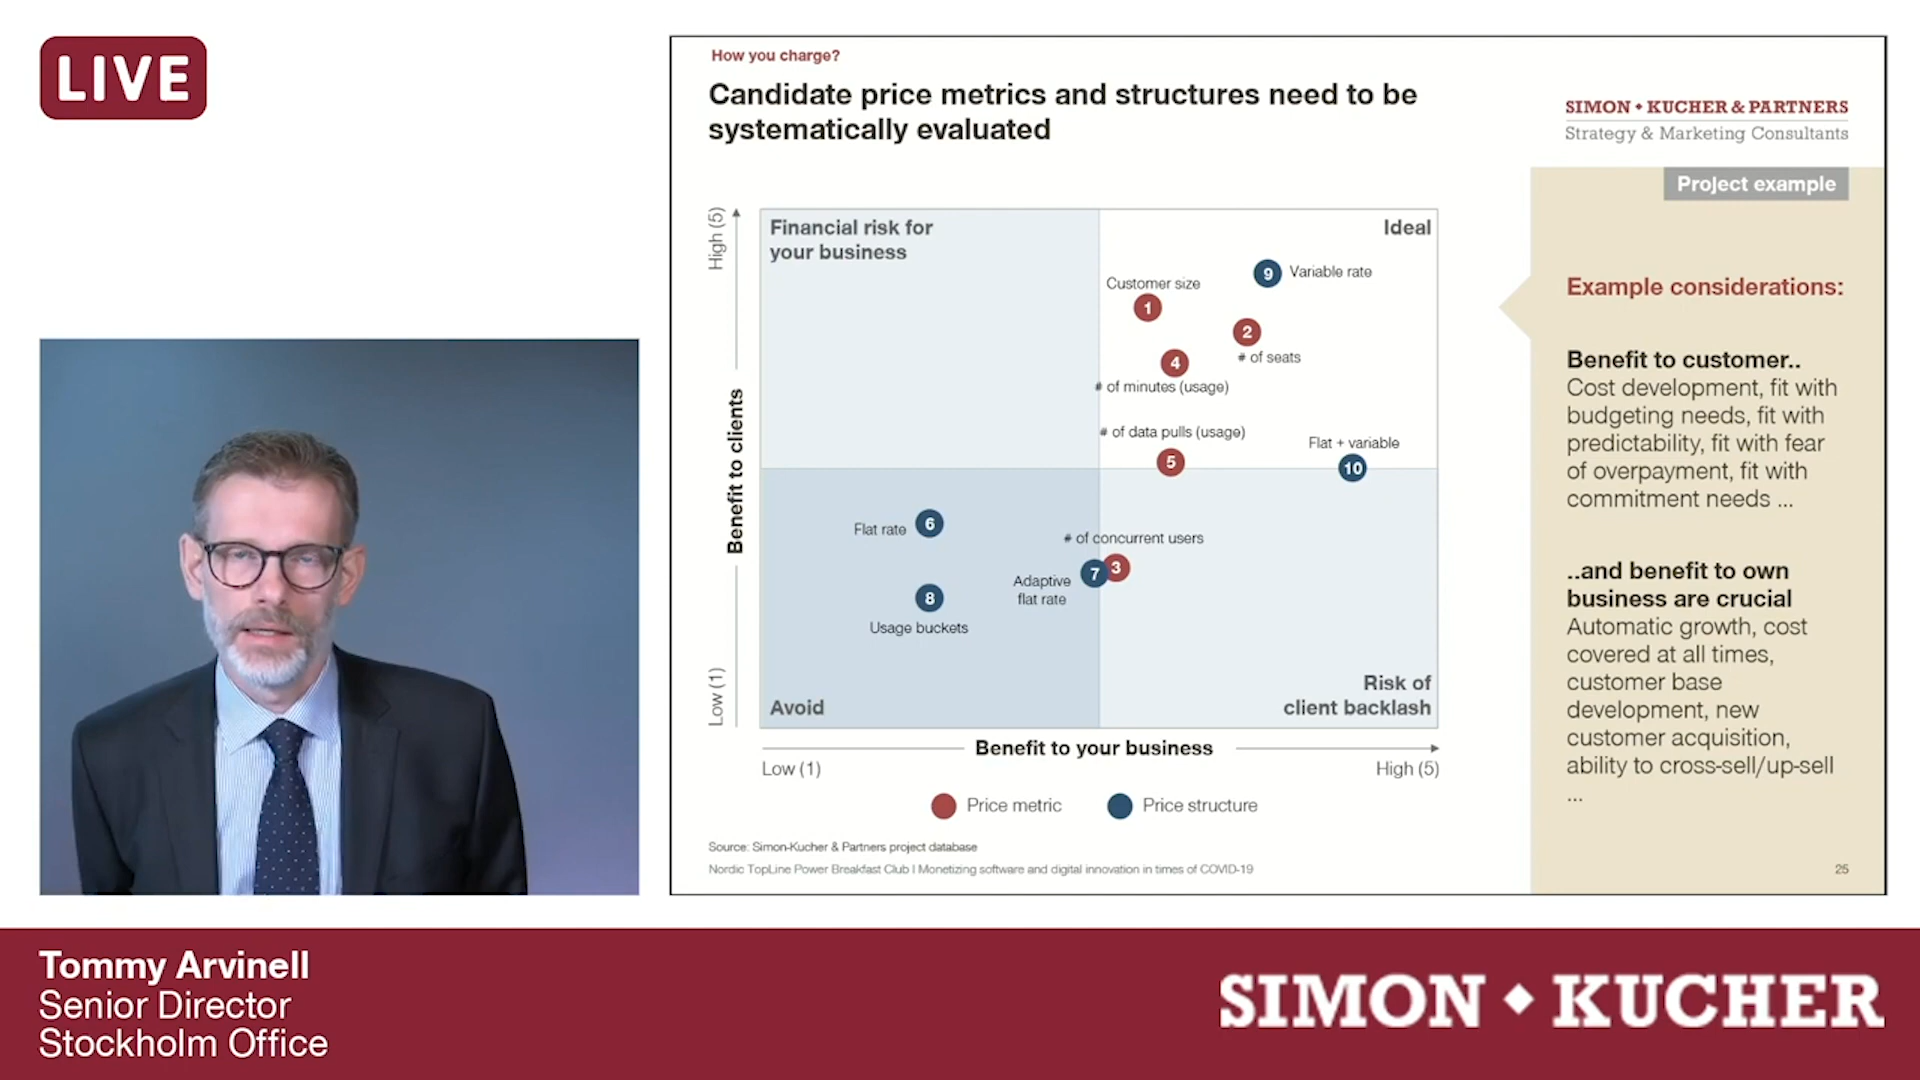 LIVE
How you charge?
Candidate price metrics and structures need to be
systematically evaluated
SIMON • KUCHER & PARTNERS
Strategy & Marketing Consultants
Project example
High (5)
Benefit to clients
Low (1)
Financial risk for
your business
Ideal
9 Variable rate
Customer size
1
2
# of seats
4
# of minutes (usage)
# of data pulls (usage)
5
Flat + variable
10
Flat rate 6
# of concurrent users
7 3
Adaptive
flat rate
8
Usage buckets
Avoid
Risk of
client backlash
Benefit to your business
Low (1)
High (5)
Price metric
Price structure
Example considerations:
Benefit to customer..
Cost development, fit with
budgeting needs, fit with
predictability, fit with fear
of overpayment, fit with
commitment needs ...
..and benefit to own
business are crucial
Automatic growth, cost
covered at all times,
customer base
development, new
customer acquisition,
ability to cross-sell/up-sell
...
Source: Simon-Kucher & Partners project database
Nordic TopLine Power Breakfast Club | Monetizing software and digital innovation in times of COVID-19
25
Tommy Arvinell
Senior Director
Stockholm Office
SIMON ◆ KUCHER